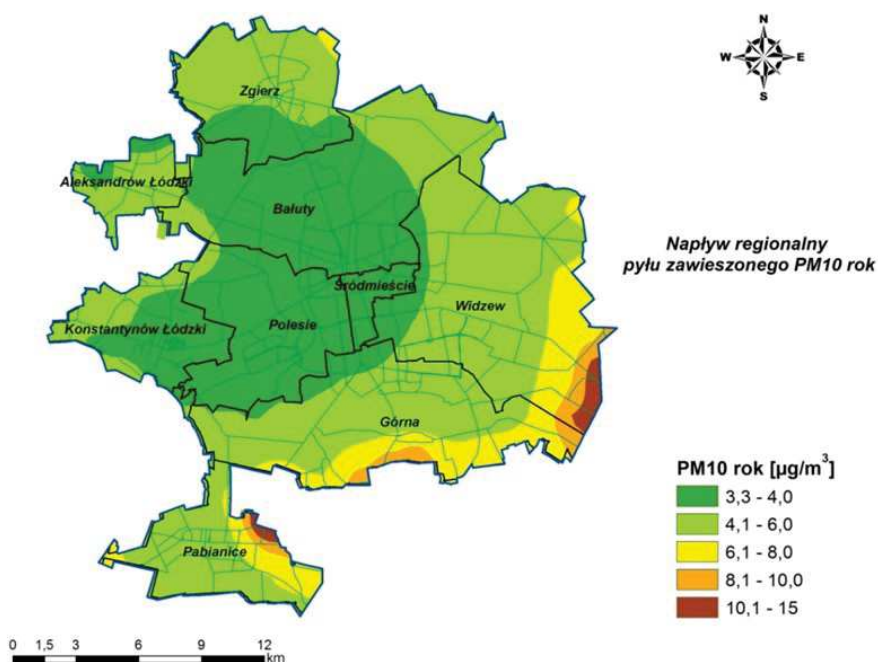 N
W E
S
Zgierz
Aleksandrów Łódzki
Bałuty
Napływ regionalny
pyłu zawieszonego PM10 rok
Śródmieście
Widzew
Konstantynów Łódzki
Polesie
Górna
PM10 rok [µg/m³]
3,3 - 4,0
4,1 - 6,0
6,1 - 8,0
8,1 - 10,0
10,1 - 15
Pabianice
0 1,5 3 6 9 12
km